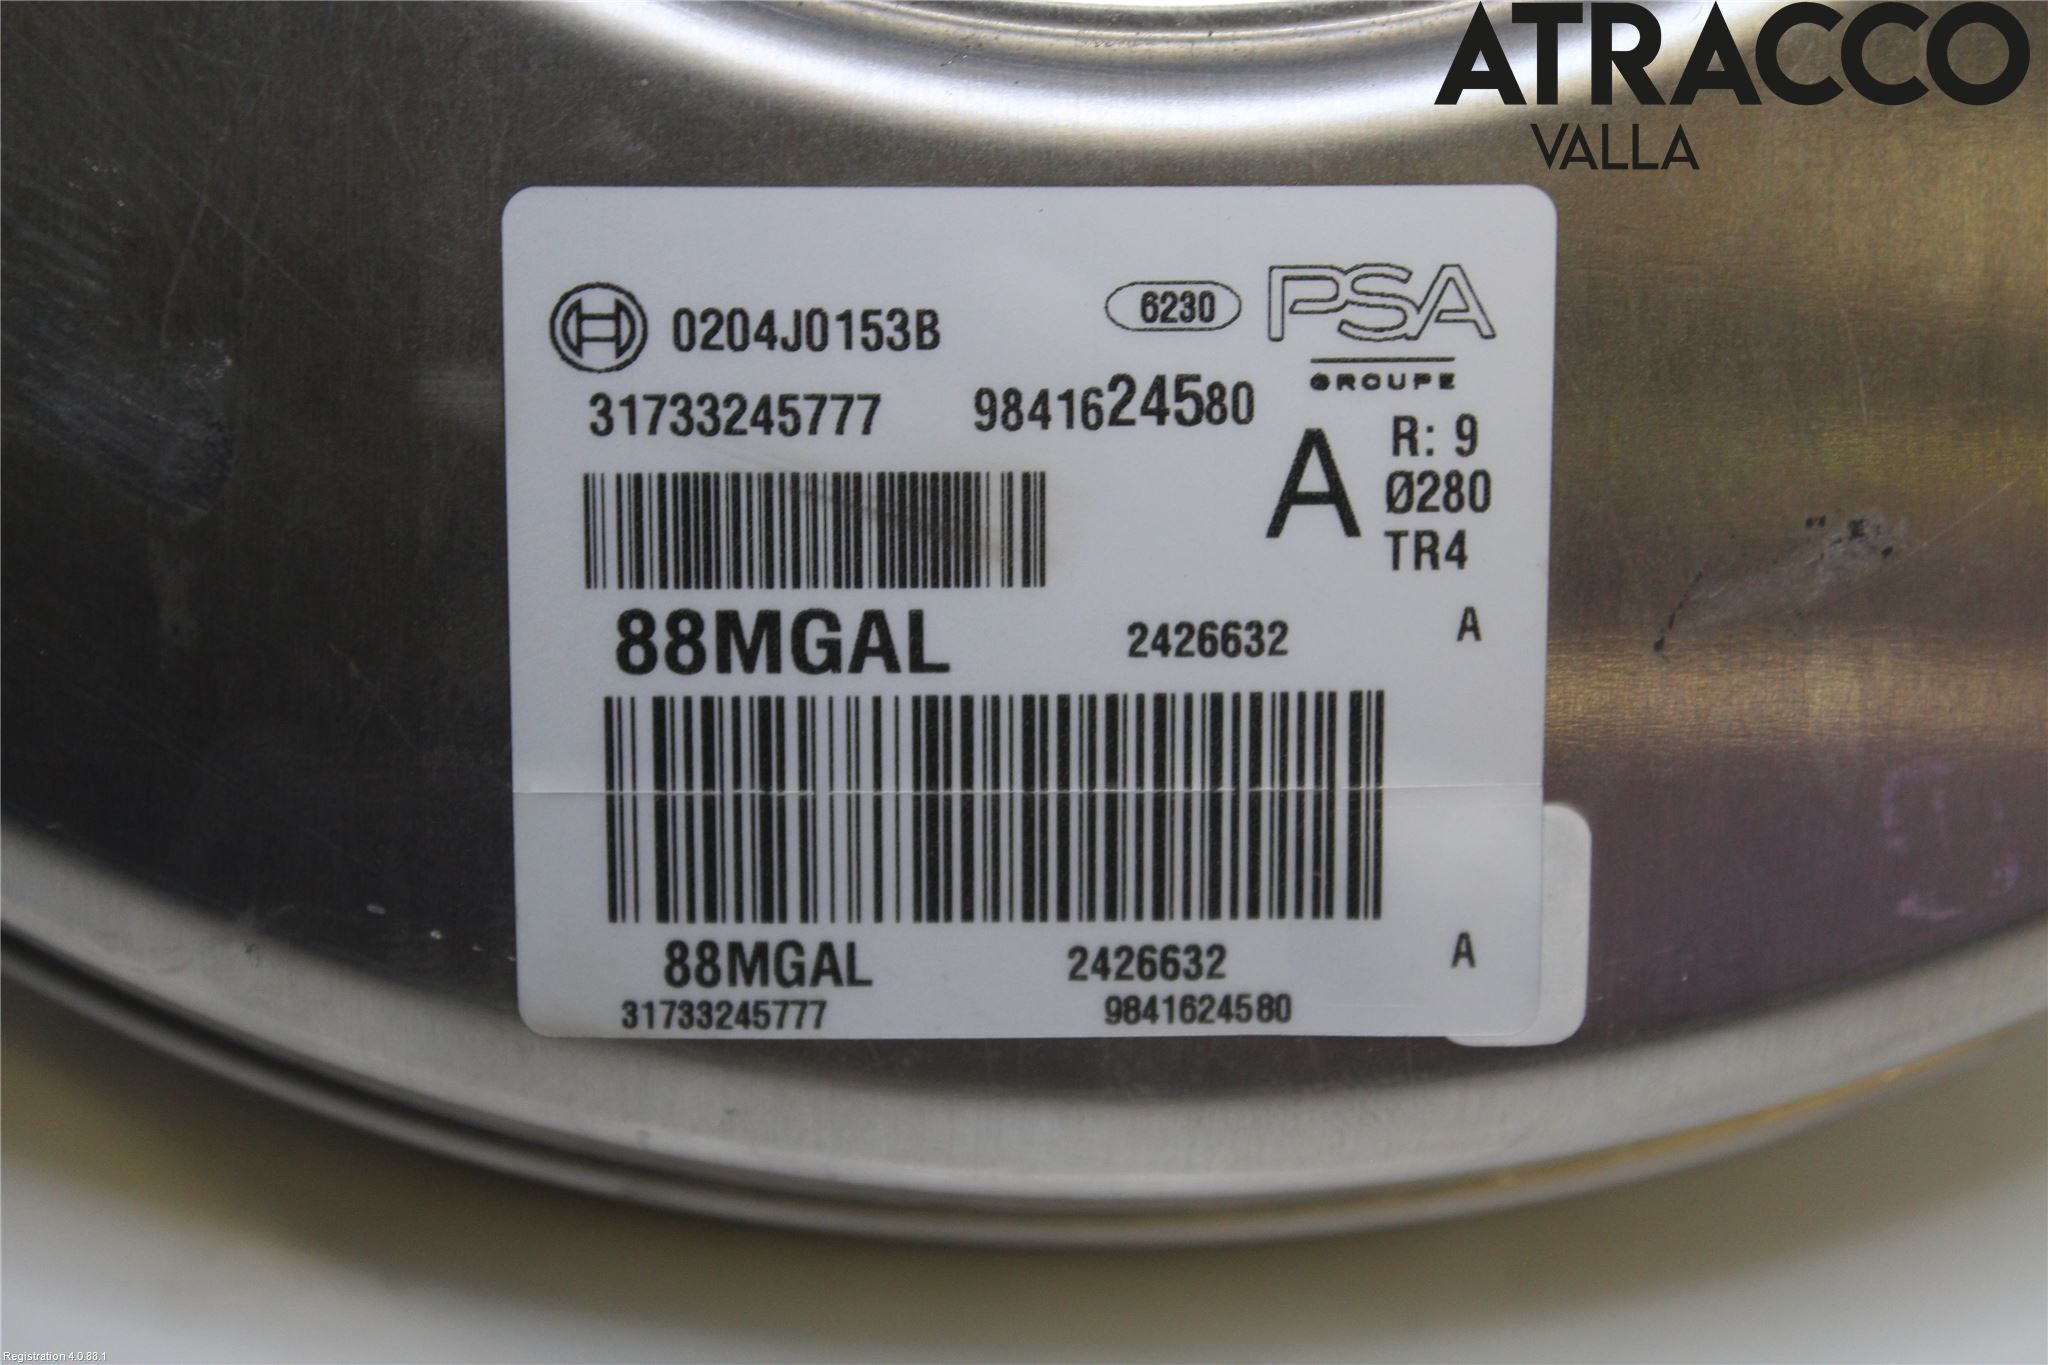 ATRACCO
VALLA
0204J0153B
6230
PSA
GROUPE
31733245777
9841624580
A
R: 9
Ø280
TR4
88MGAL
2426632
A
88MGAL
2426632
A
31733245777
9841624580
Registration 4.0.88.1